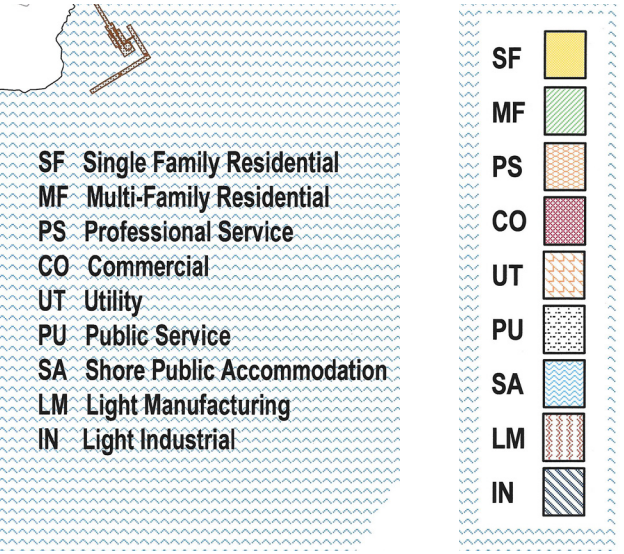 SF Single Family Residential
MF Multi-Family Residential
PS Professional Service
CO Commercial
UT Utility
PU Public Service
SA Shore Public Accommodation
LM Light Manufacturing
IN Light Industrial
SF
MF
PS
CO
UT
PU
SA
LM
IN